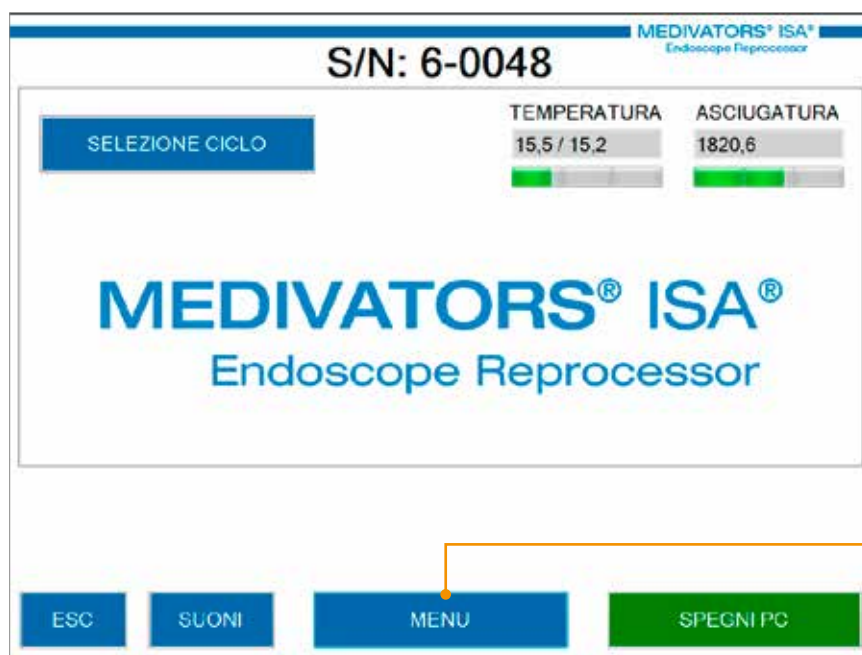 MEDIVATORS® ISA®
Endoscope Reprocessor
S/N: 6-0048
TEMPERATURA ASCIUGATURA
SELEZIONE CICLO
15,5 / 15,2 1820,6
MEDIVATORS® ISA®
Endoscope Reprocessor
ESC SUONI MENU SPEGNI PC